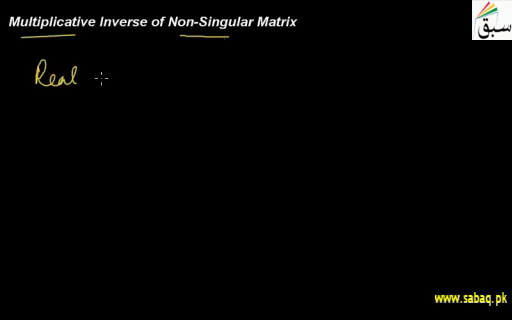 Multiplicative Inverse of Non-Singular Matrix
سبق
Real
www.sabaq.pk